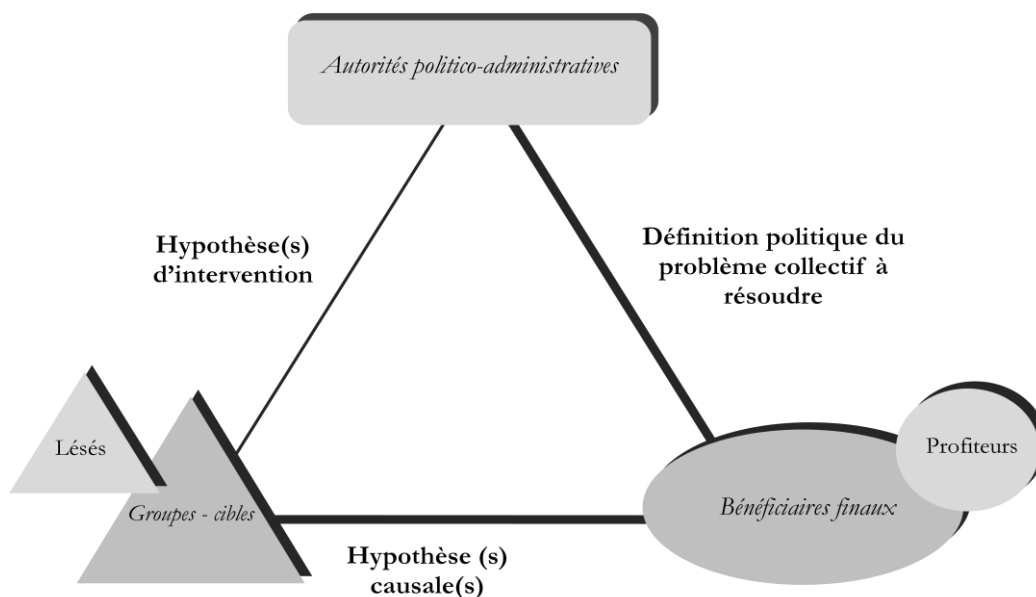 Autorités politico-administratives
Hypothèse(s)
d'intervention
Définition politique du
problème collectif à
résoudre
Lésés
Profiteurs
Groupes - cibles
Bénéficiaires finaux
Hypothèse (s)
causale(s)